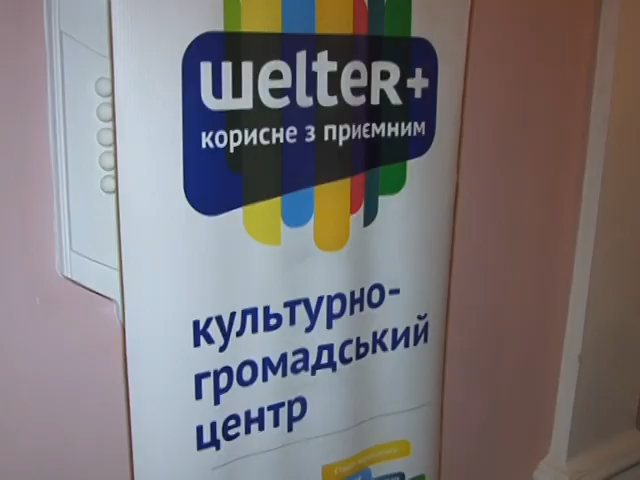 welteR+
корисне з приємним
культурно-
громадський
центр